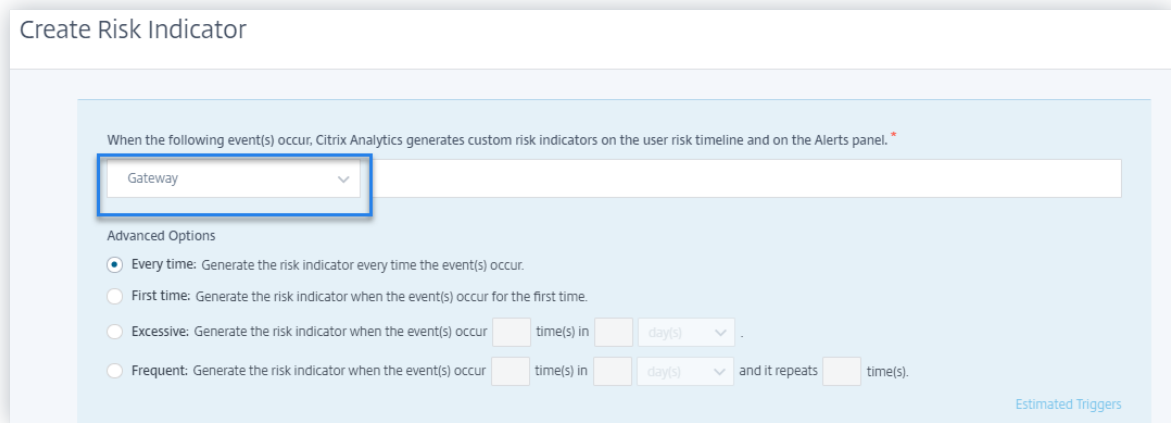 Create Risk Indicator
When the following event(s) occur, Citrix Analytics generates custom risk indicators on the user risk timeline and on the Alerts panel. *
Gateway
Advanced Options
Every time: Generate the risk indicator every time the event(s) occur.
First time: Generate the risk indicator when the event(s) occur for the first time.
Excessive: Generate the risk indicator when the event(s) occur time(s) in day(s) .
Frequent: Generate the risk indicator when the event(s) occur time(s) in day(s) and it repeats time(s).
Estimated Triggers